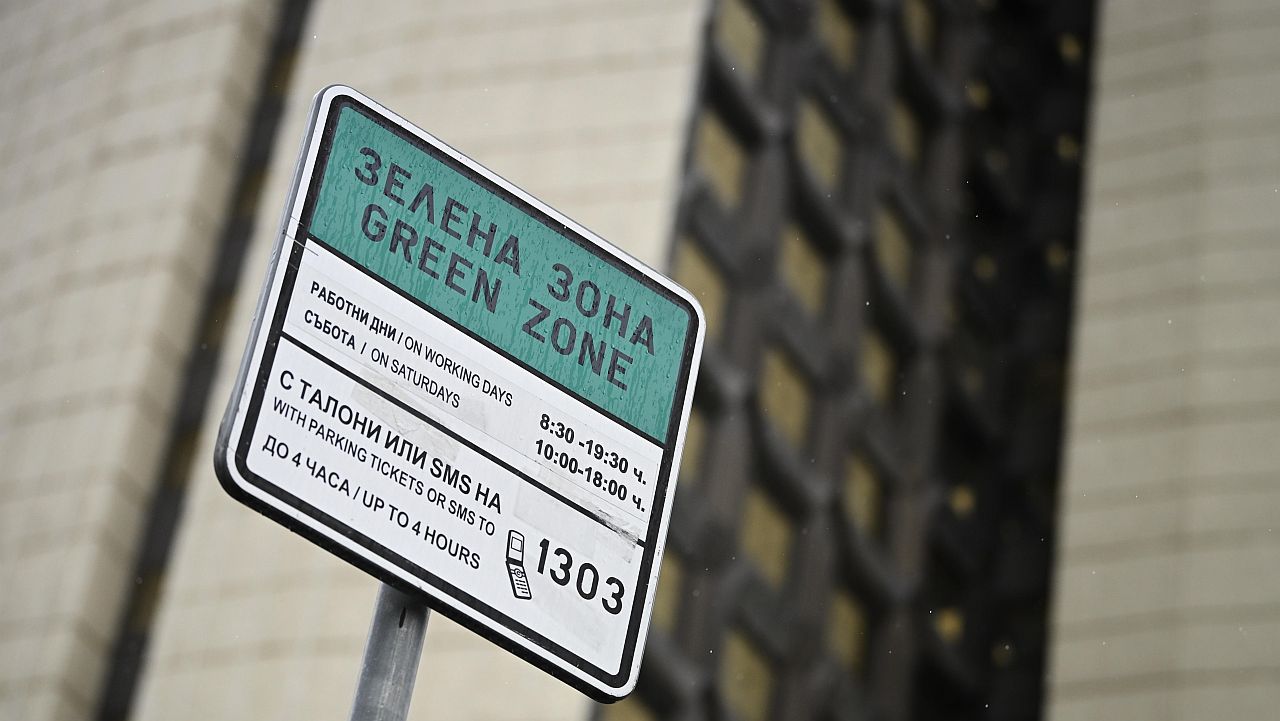 ЗЕЛЕНА ЗОНА
GREEN ZONE
РАБОТНИ ДНИ / ON WORKING DAYS 8:30 -19:30 ч.
СЪБОТА / ON SATURDAYS 10:00-18:00 ч.
С ТАЛОНИ ИЛИ SMS НА
WITH PARKING TICKETS OR SMS TO
ДО 4 ЧАСА / UP TO 4 HOURS
1303